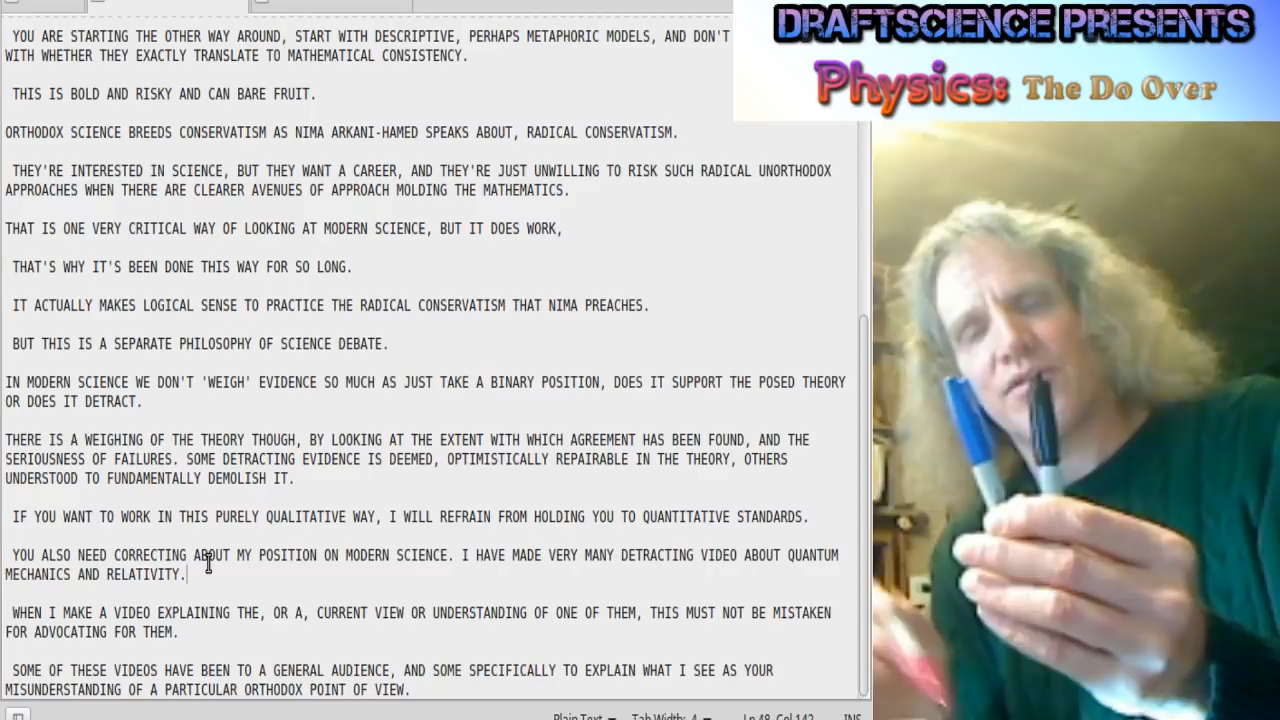 DRAFTSCIENCE PRESENTS
Physics: The Do Over
YOU ARE STARTING THE OTHER WAY AROUND, START WITH DESCRIPTIVE, PERHAPS METAPHORIC MODELS, AND DON'T
WITH WHETHER THEY EXACTLY TRANSLATE TO MATHEMATICAL CONSISTENCY.
THIS IS BOLD AND RISKY AND CAN BARE FRUIT.
ORTHODOX SCIENCE BREEDS CONSERVATISM AS NIMA ARKANI-HAMED SPEAKS ABOUT, RADICAL CONSERVATISM.
THEY'RE INTERESTED IN SCIENCE, BUT THEY WANT A CAREER, AND THEY'RE JUST UNWILLING TO RISK SUCH RADICAL UNORTHODOX
APPROACHES WHEN THERE ARE CLEARER AVENUES OF APPROACH MOLDING THE MATHEMATICS.
THAT IS ONE VERY CRITICAL WAY OF LOOKING AT MODERN SCIENCE, BUT IT DOES WORK,
THAT'S WHY IT'S BEEN DONE THIS WAY FOR SO LONG.
IT ACTUALLY MAKES LOGICAL SENSE TO PRACTICE THE RADICAL CONSERVATISM THAT NIMA PREACHES.
BUT THIS IS A SEPARATE PHILOSOPHY OF SCIENCE DEBATE.
IN MODERN SCIENCE WE DON'T 'WEIGH' EVIDENCE SO MUCH AS JUST TAKE A BINARY POSITION, DOES IT SUPPORT THE POSED THEORY
OR DOES IT DETRACT.
THERE IS A WEIGHING OF THE THEORY THOUGH, BY LOOKING AT THE EXTENT WITH WHICH AGREEMENT HAS BEEN FOUND, AND THE
SERIOUSNESS OF FAILURES. SOME DETRACTING EVIDENCE IS DEEMED, OPTIMISTICALLY REPAIRABLE IN THE THEORY, OTHERS
UNDERSTOOD TO FUNDAMENTALLY DEMOLISH IT.
IF YOU WANT TO WORK IN THIS PURELY QUALITATIVE WAY, I WILL REFRAIN FROM HOLDING YOU TO QUANTITATIVE STANDARDS.
YOU ALSO NEED CORRECTING ABOUT MY POSITION ON MODERN SCIENCE. I HAVE MADE VERY MANY DETRACTING VIDEO ABOUT QUANTUM
MECHANICS AND RELATIVITY.
WHEN I MAKE A VIDEO EXPLAINING THE, OR A, CURRENT VIEW OR UNDERSTANDING OF ONE OF THEM, THIS MUST NOT BE MISTAKEN
FOR ADVOCATING FOR THEM.
SOME OF THESE VIDEOS HAVE BEEN TO A GENERAL AUDIENCE, AND SOME SPECIFICALLY TO EXPLAIN WHAT I SEE AS YOUR
MISUNDERSTANDING OF A PARTICULAR ORTHODOX POINT OF VIEW.
Plain Text Tab Width: 4 Ln 48, Col 142 INS